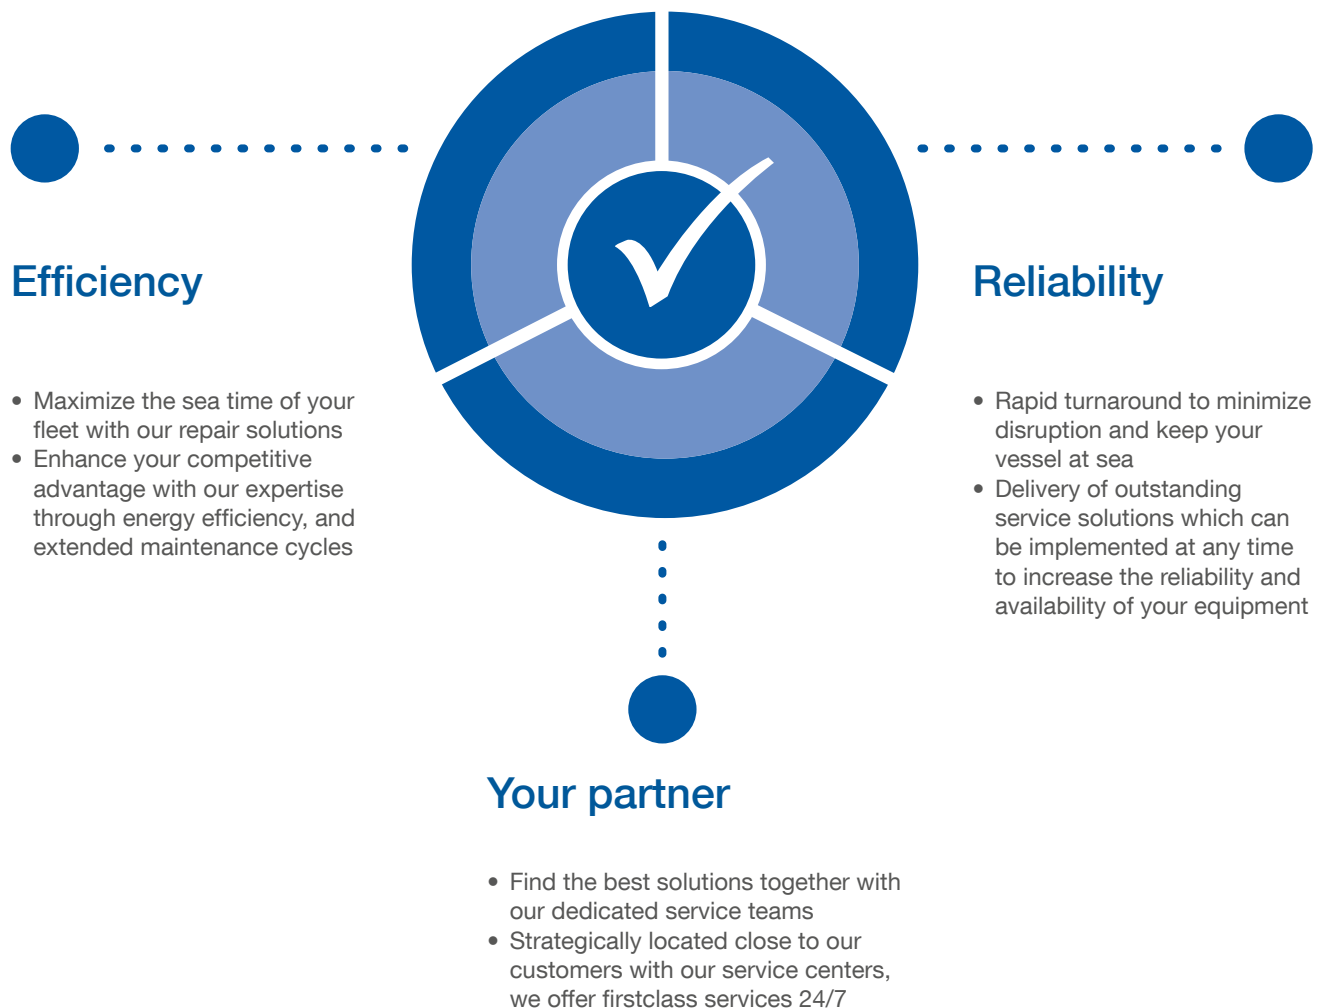 Efficiency
• Maximize the sea time of your
fleet with our repair solutions
• Enhance your competitive
advantage with our expertise
through energy efficiency, and
extended maintenance cycles
Reliability
• Rapid turnaround to minimize
disruption and keep your
vessel at sea
• Delivery of outstanding
service solutions which can
be implemented at any time
to increase the reliability and
availability of your equipment
Your partner
• Find the best solutions together with
our dedicated service teams
• Strategically located close to our
customers with our service centers,
we offer firstclass services 24/7